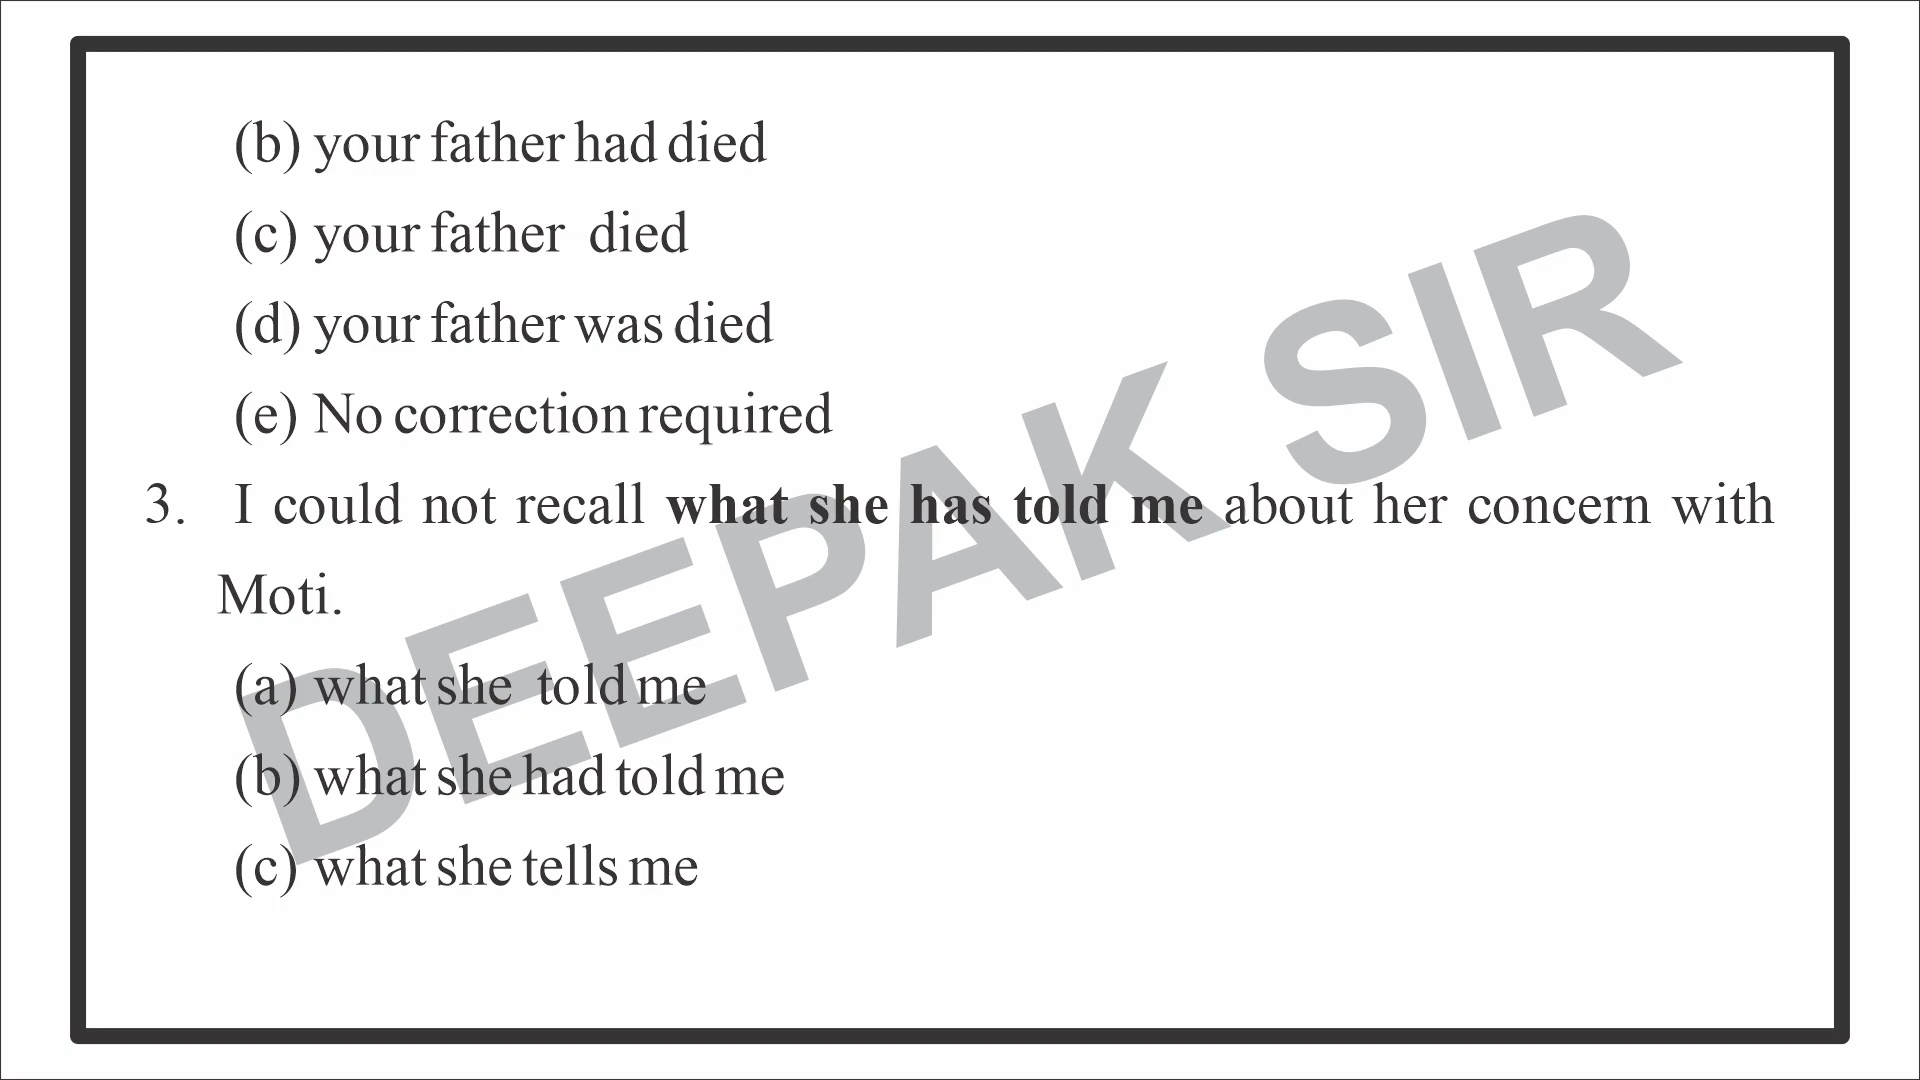 (b) your father had died
(c) your father died
(d) your father was died
(e) No correction required
3. I could not recall what she has told me about her concern with
Moti.
(a) what she told me
(b) what she had told me
(c) what she tells me
DEEPAK SIR